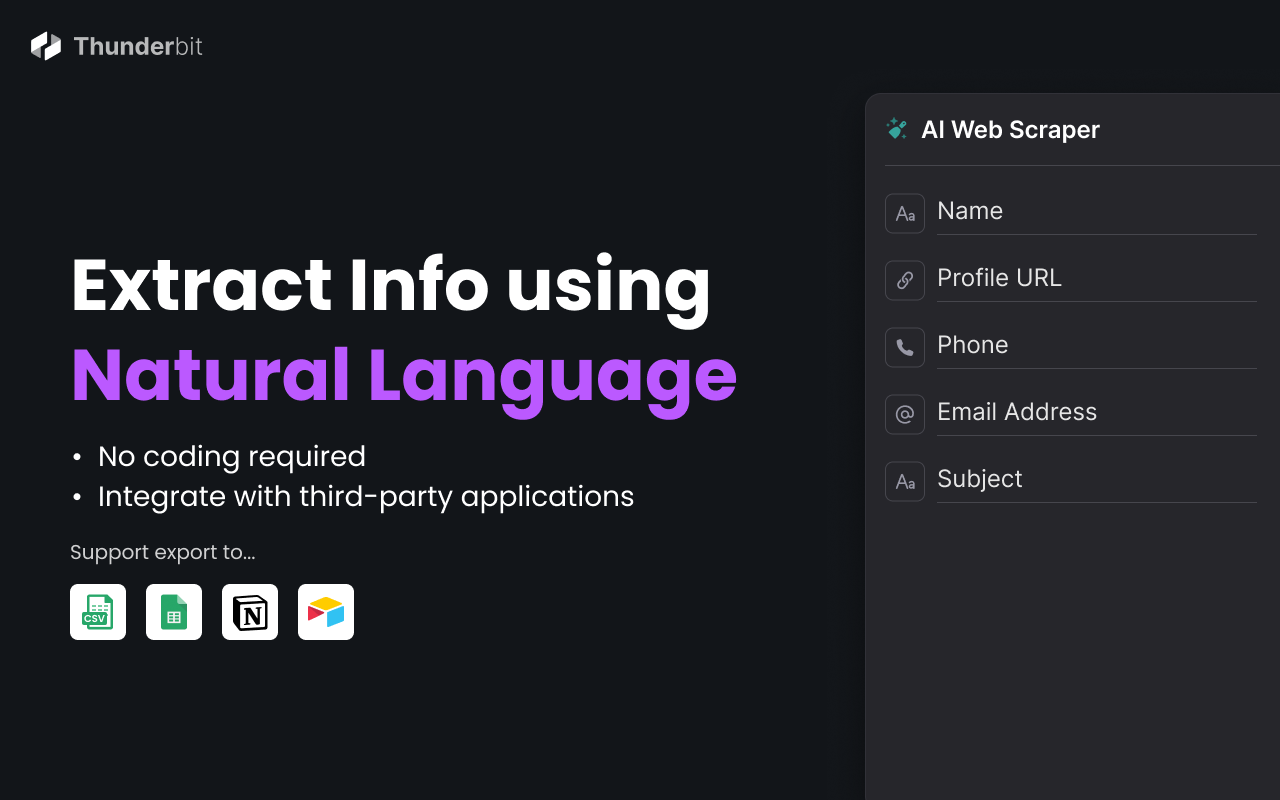 Thunderbit
Extract Info using
Natural Language
• No coding required
• Integrate with third-party applications
Support export to...
CSV
N
AI Web Scraper
Aa Name
Profile URL
Phone
@ Email Address
Aa Subject